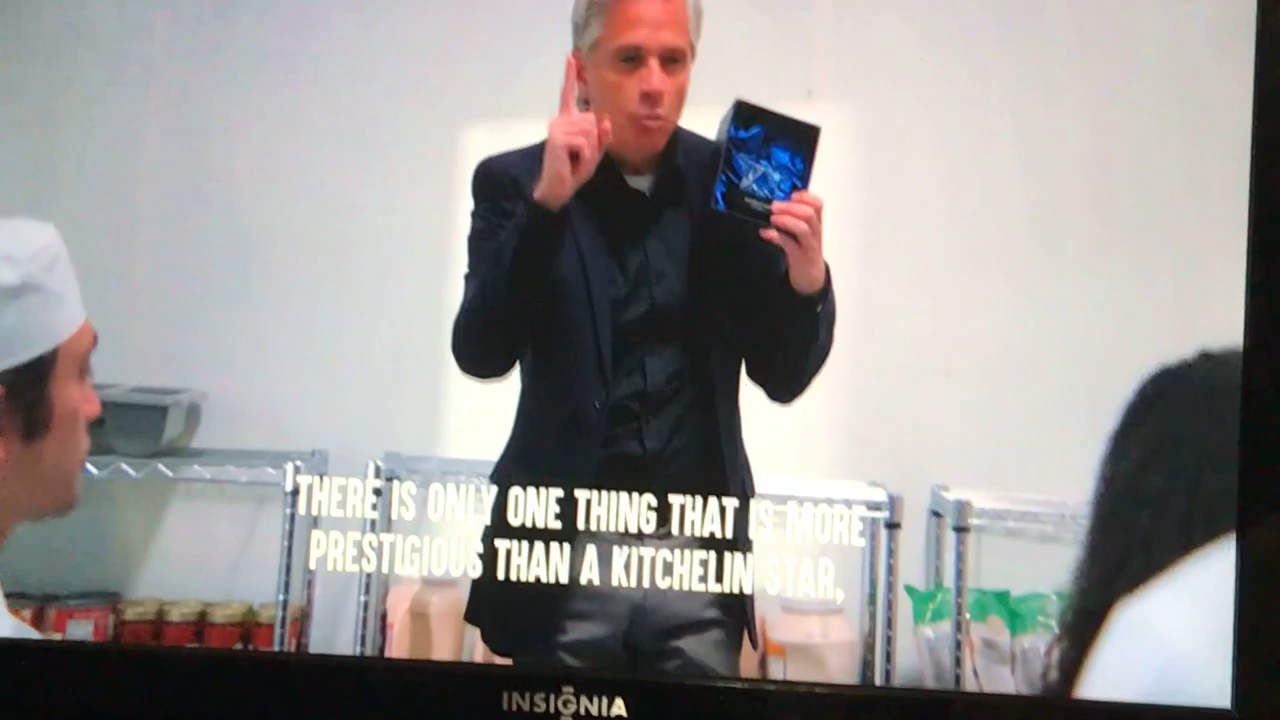 THERE IS ONLY ONE THING THAT IS MORE
PRESTIGIOUS THAN A KITCHELIN STAR,
INSIGNIA